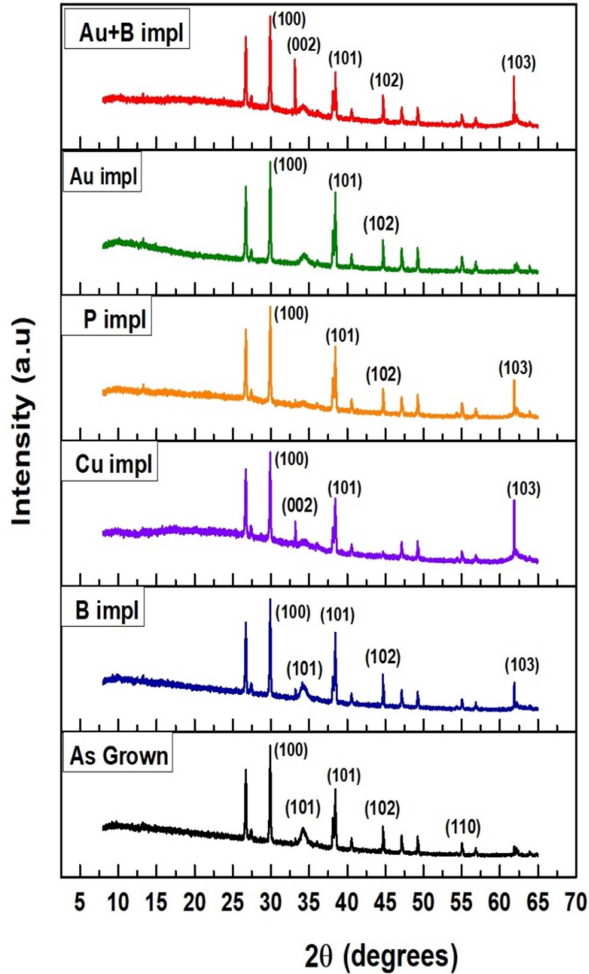 Au+B impl
(100)
(002)
(101)
(102)
(103)
Au impl
(100)
(101)
(102)
P impl
(100)
(101)
(102)
(103)
Cu impl
(100)
(002)
(101)
(103)
B impl
(100)
(101)
(101)
(102)
(103)
As Grown
(100)
(101)
(101)
(102)
(110)
Intensity (a.u)
5 10 15 20 25 30 35 40 45 50 55 60 65 70
2θ (degrees)